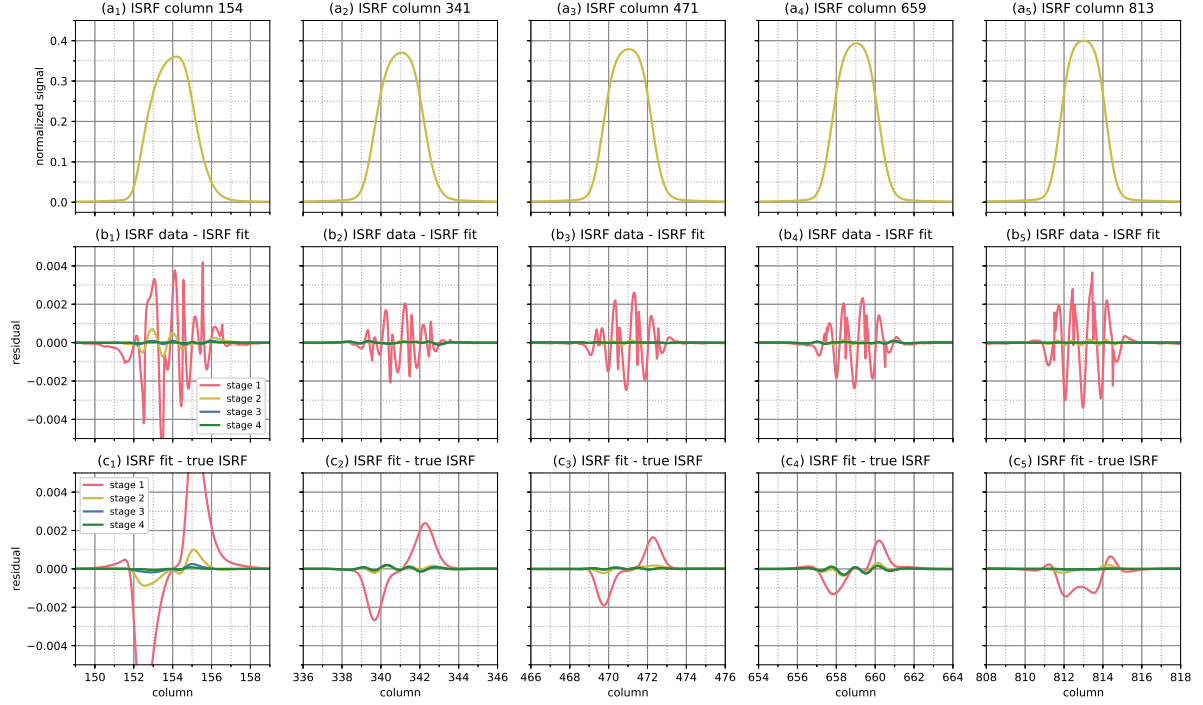 (a₁) ISRF column 154
(a₂) ISRF column 341
(a₃) ISRF column 471
(a₄) ISRF column 659
(a₅) ISRF column 813
normalized signal
0.4
0.3
0.2
0.1
0.0
(b₁) ISRF data - ISRF fit
(b₂) ISRF data - ISRF fit
(b₃) ISRF data - ISRF fit
(b₄) ISRF data - ISRF fit
(b₅) ISRF data - ISRF fit
residual
0.004
0.002
0.000
−0.002
−0.004
stage 1
stage 2
stage 3
stage 4
(c₁) ISRF fit - true ISRF
(c₂) ISRF fit - true ISRF
(c₃) ISRF fit - true ISRF
(c₄) ISRF fit - true ISRF
(c₅) ISRF fit - true ISRF
residual
0.004
0.002
0.000
−0.002
−0.004
stage 1
stage 2
stage 3
stage 4
150 152 154 156 158
336 338 340 342 344 346
466 468 470 472 474 476
654 656 658 660 662 664
808 810 812 814 816 818
column
column
column
column
column